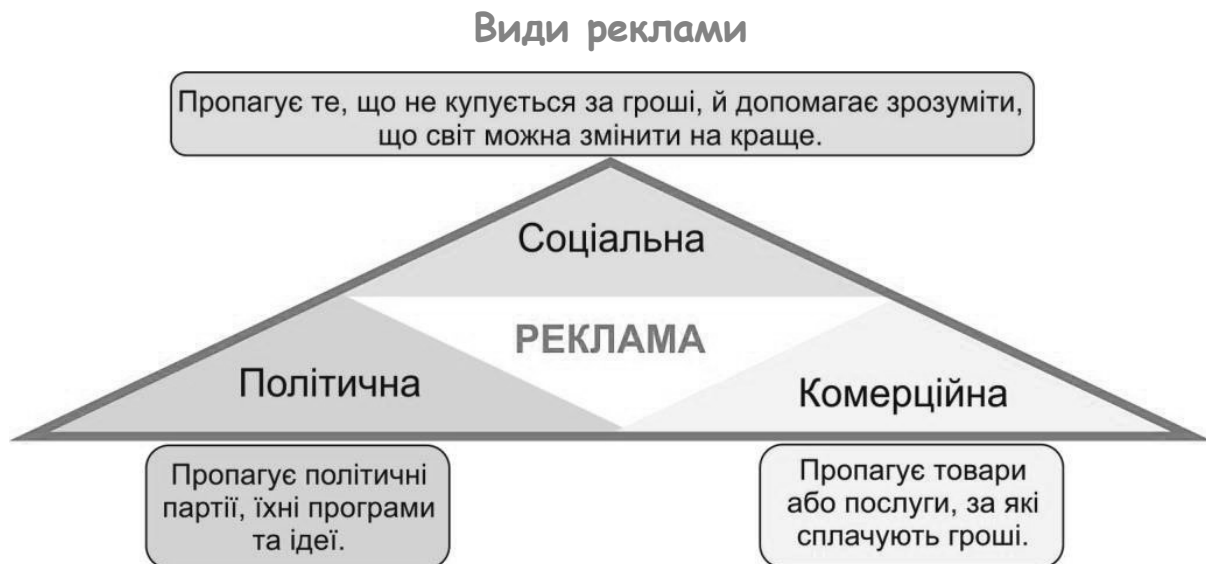 Види реклами
Пропагує те, що не купується за гроші, й допомагає зрозуміти,
що світ можна змінити на краще.
Соціальна
РЕКЛАМА
Політична
Комерційна
Пропагує політичні
партії, їхні програми
та ідеї.
Пропагує товари
або послуги, за які
сплачують гроші.